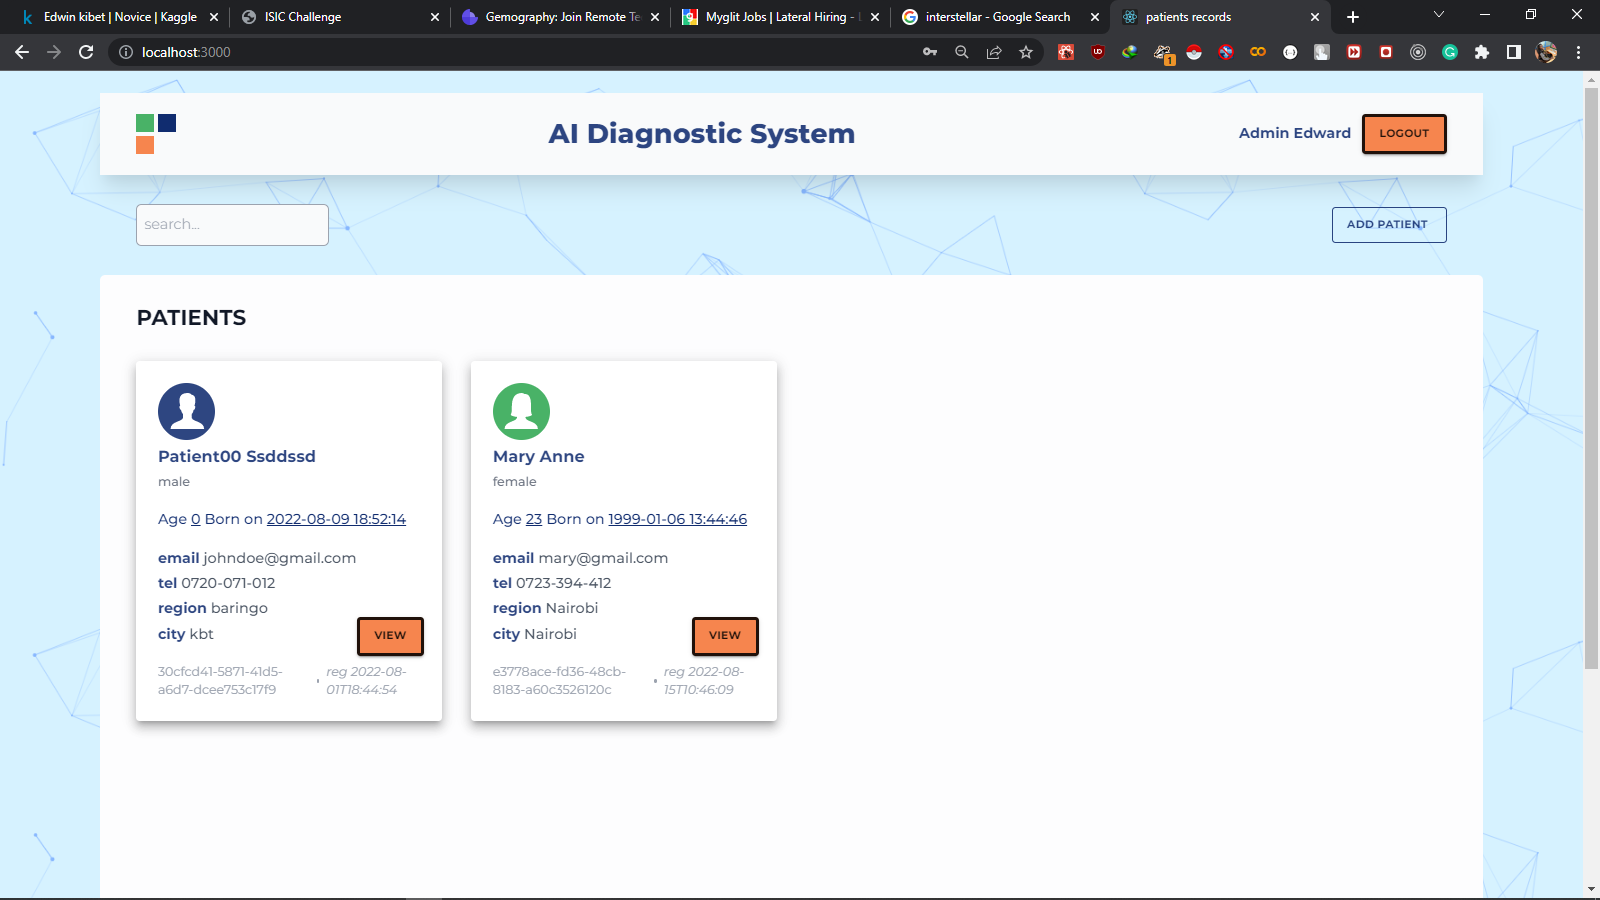 Edwin kibet | Novice | Kaggle
ISIC Challenge
Gemography: Join Remote Te
Myglit Jobs | Lateral Hiring -
interstellar - Google Search
patients records
localhost:3000
1
AI Diagnostic System
Admin Edward
LOGOUT
search...
ADD PATIENT
PATIENTS
Patient00 Ssddssd
male
Age 0 Born on 2022-08-09 18:52:14
email johndoe@gmail.com
tel 0720-071-012
region baringo
city kbt
VIEW
30cfcd41-5871-41d5-
a6d7-dcee753c17f9
reg 2022-08-
01T18:44:54
Mary Anne
female
Age 23 Born on 1999-01-06 13:44:46
email mary@gmail.com
tel 0723-394-412
region Nairobi
city Nairobi
VIEW
e3778ace-fd36-48cb-
8183-a60c3526120c
reg 2022-08-
15T10:46:09